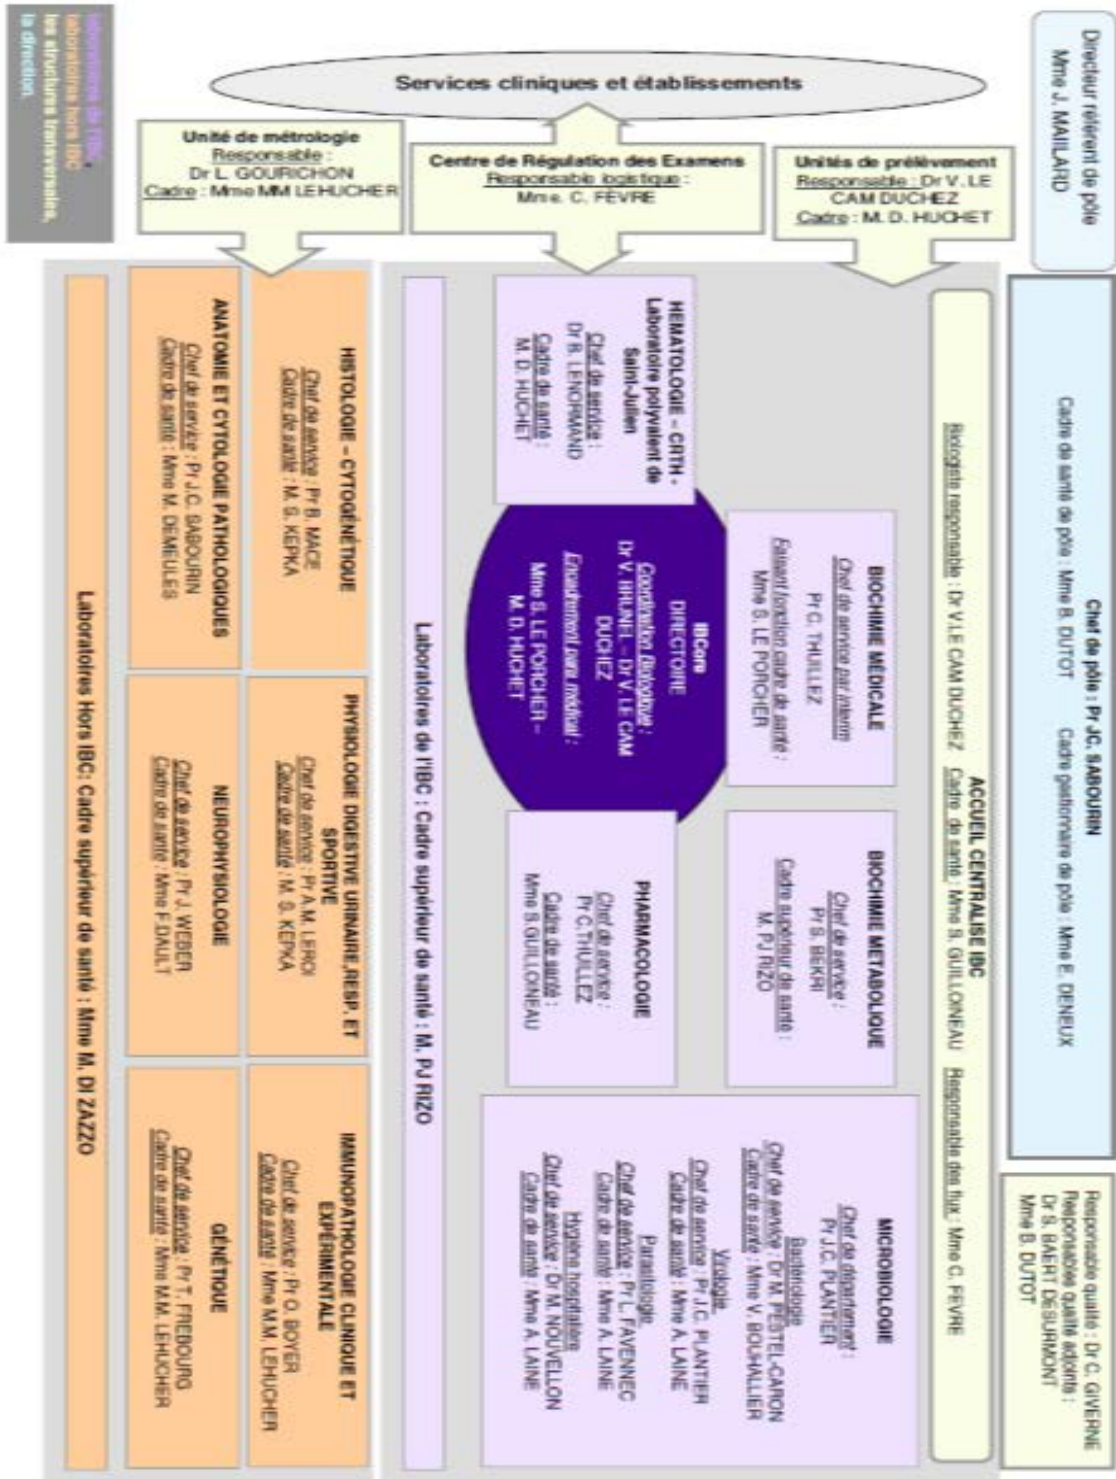 Directeur référent de pôle
Mme J. MAILLARD
Chef de pôle : Pr JC. SABOURIN
Cadre de santé de pôle : Mme B. DUTOT Cadre gestionnaire de pôle : Mme E. DENEUX
Responsable qualité : Dr C. GIVERNE
Responsables qualité adjoints :
Dr S. BAERT DESURMONT
Mme B. DUTOT
Services cliniques et établissements
Unités de prélèvement
Responsable : Dr V. LE
CAM DUCHEZ
Cadre : M. D. HUCHET
Centre de Régulation des Examens
Responsable logistique :
Mme. C. FÈVRE
Unité de métrologie
Responsable :
Dr L. GOURICHON
Cadre : Mme MM LEHUCHER
ACCUEIL CENTRALISE IBC
Biologiste responsable : Dr V.LE CAM DUCHEZ Cadre de santé : Mme S. GUILLOINEAU Responsable des flux : Mme C. FEVRE
BIOCHIMIE MÉDICALE
Chef de service par interim
Pr C. THUILLEZ
Faisant fonction cadre de santé :
Mme S. LE PORCHER
BIOCHIMIE METABOLIQUE
Chef de service :
Pr S. BEKRI
Cadre supérieur de santé :
M. PJ RIZO
MICROBIOLOGIE
Chef de département :
Pr J.C. PLANTIER
Bactériologie
Chef de service : Dr M. PESTEL-CARON
Cadre de santé : Mme V. BOUHALLIER
Virologie
Chef de service : Pr J.C. PLANTIER
Cadre de santé : Mme A. LAINE
Parasitologie
Chef de service : Pr L. FAVENNEC
Cadre de santé : Mme A. LAINE
Hygiène hospitalière
Chef de service : Dr M. NOUVELLON
Cadre de santé : Mme A. LAINE
HEMATOLOGIE – CRTH -
Laboratoire polyvalent de
Saint-Julien
Chef de service :
Dr B. LENORMAND
Cadre de santé :
M. D. HUCHET
IBCore
DIRECTOIRE
Coordination Biologique :
Dr V. BRUNEL – Dr V. LE CAM
DUCHEZ
Encadrement para médical :
Mme S. LE PORCHER –
M. D. HUCHET
PHARMACOLOGIE
Chef de service :
Pr C.THUILLEZ
Cadre de santé :
Mme S.GUILLOINEAU
Laboratoires de l'IBC : Cadre supérieur de santé : M. PJ RIZO
HISTOLOGIE – CYTOGÉNÉTIQUE
Chef de service : Pr B. MACE
Cadre de santé : M. S. KEPKA
PHYSIOLOGIE DIGESTIVE URINAIRE,RESP. ET
SPORTIVE
Chef de service : Pr A.M. LEROI
Cadre de santé : M. S. KEPKA
IMMUNOPATHOLOGIE CLINIQUE ET
EXPÉRIMENTALE
Chef de service : Pr O. BOYER
Cadre de santé : Mme M.M. LEHUCHER
ANATOMIE ET CYTOLOGIE PATHOLOGIQUES
Chef de service : Pr J.C. SABOURIN
Cadre de santé : Mme M. DEMEULES
NEUROPHYSIOLOGIE
Chef de service : Pr J. WEBER
Cadre de santé : Mme F.DAULT
GÉNÉTIQUE
Chef de service : Pr T. FREBOURG
Cadre de santé : Mme M.M. LEHUCHER
Laboratoires Hors IBC: Cadre supérieur de santé : Mme M. DI ZAZZO
laboratoires de l'IBC,
laboratoires hors IBC
les structures transversales,
la direction.